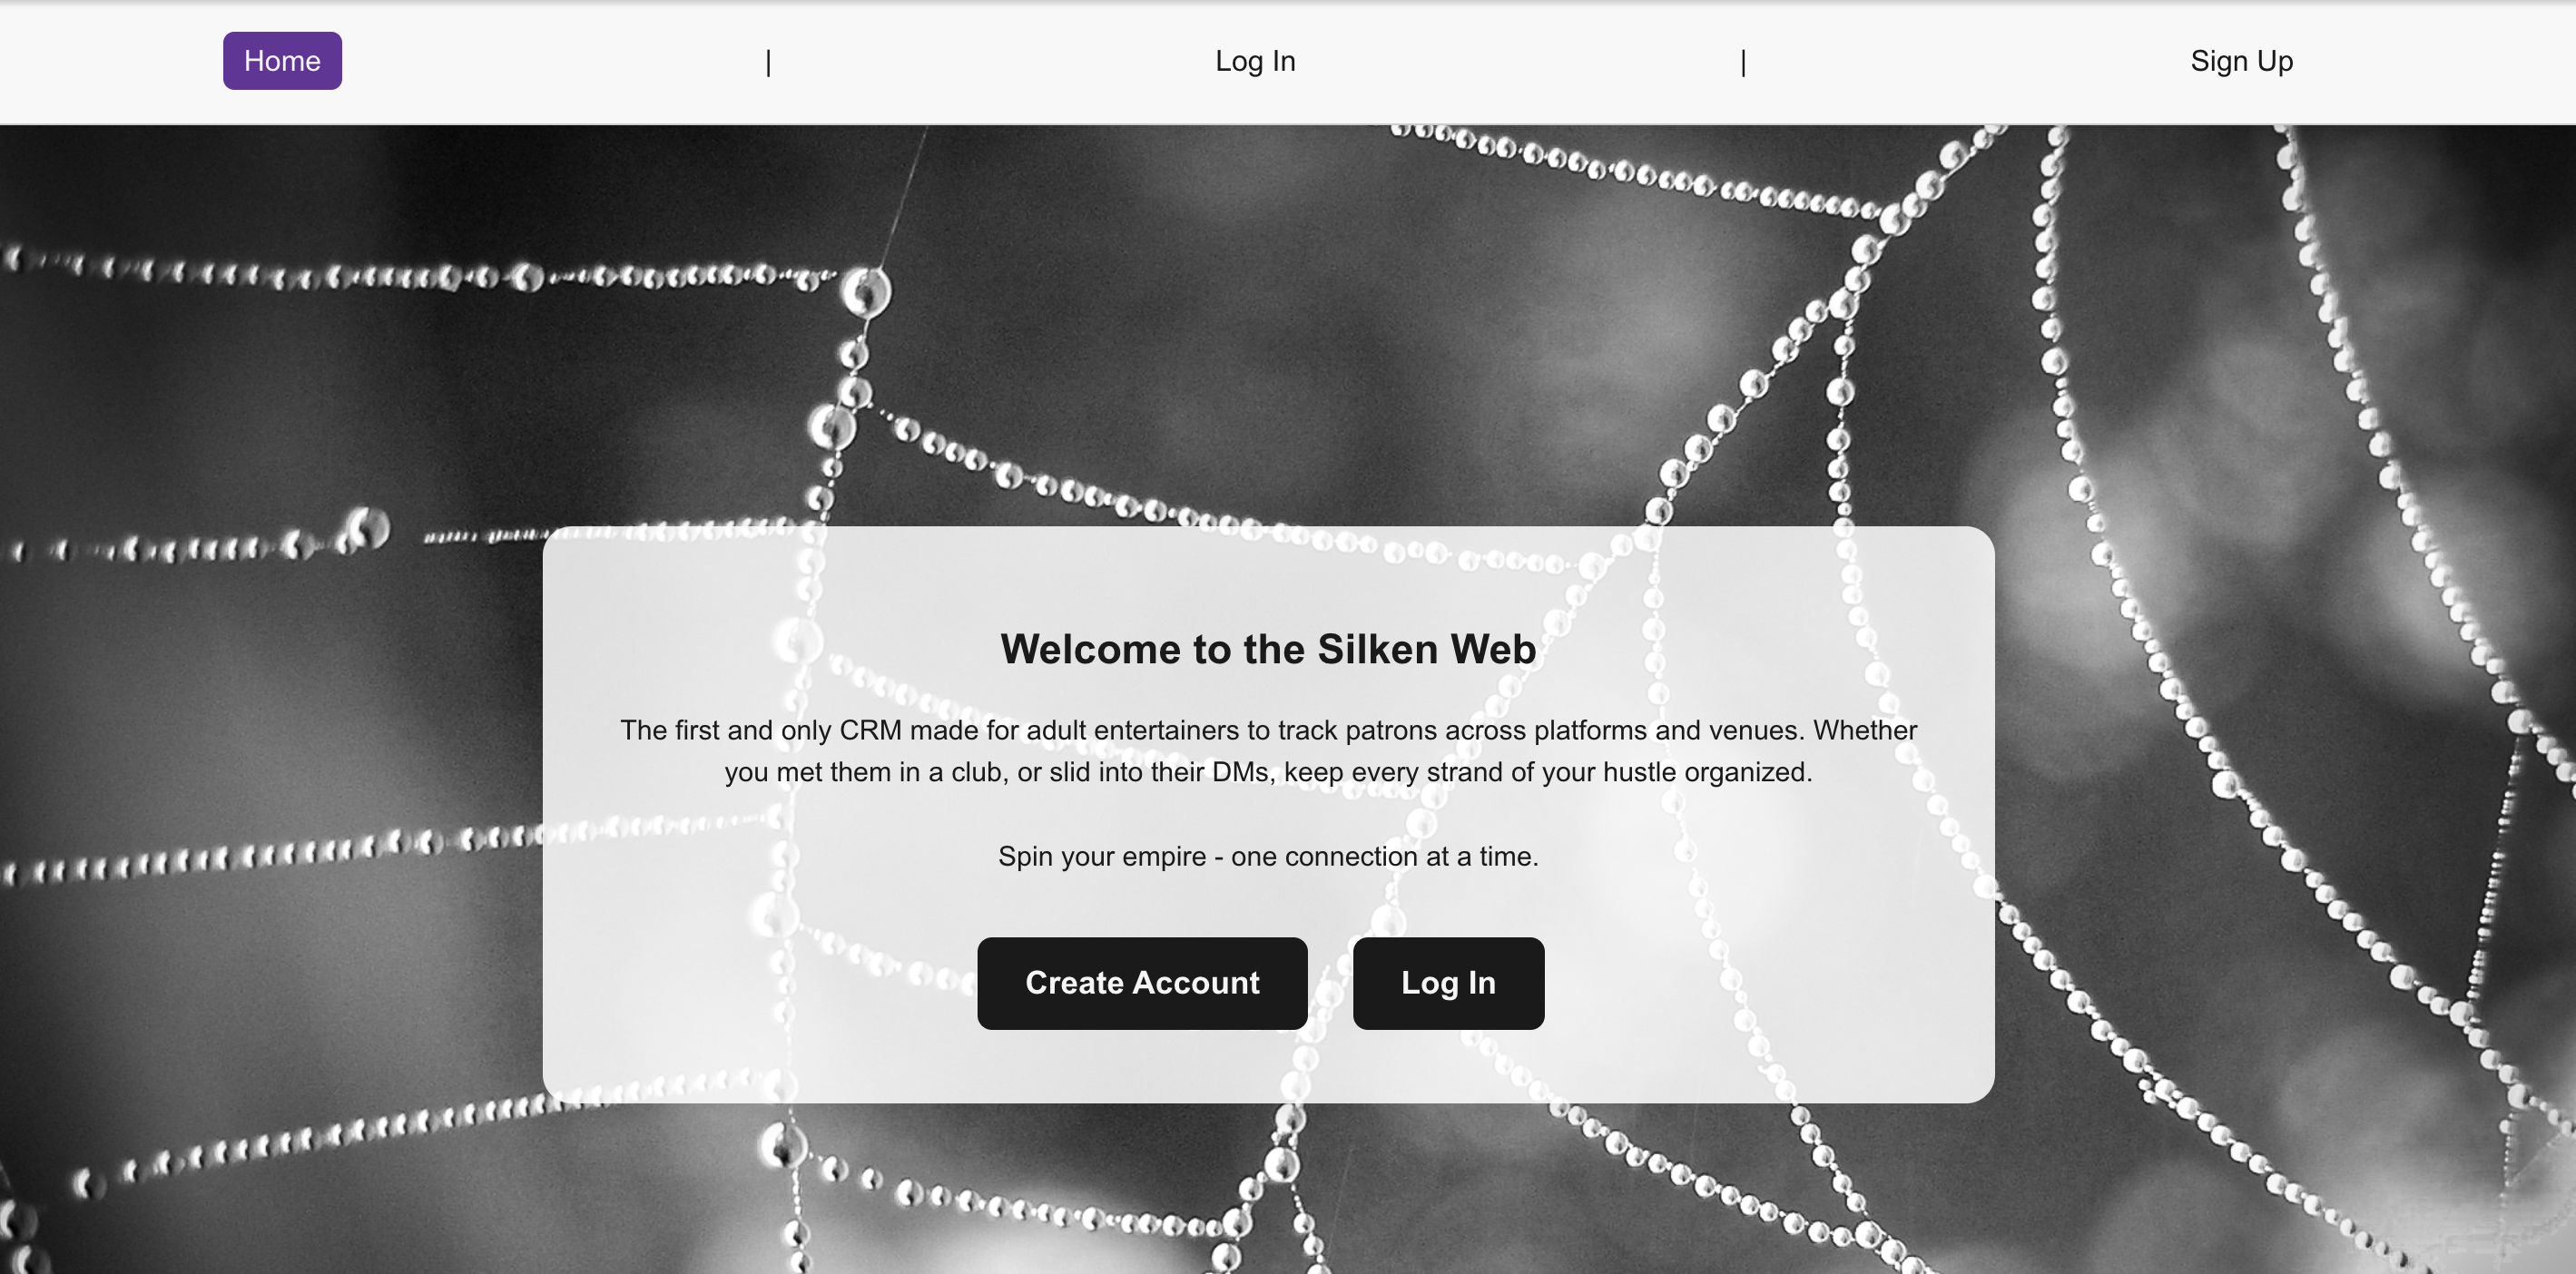 Home | Log In | Sign Up
Welcome to the Silken Web
The first and only CRM made for adult entertainers to track patrons across platforms and venues. Whether
you met them in a club, or slid into their DMs, keep every strand of your hustle organized.
Spin your empire - one connection at a time.
Create Account Log In